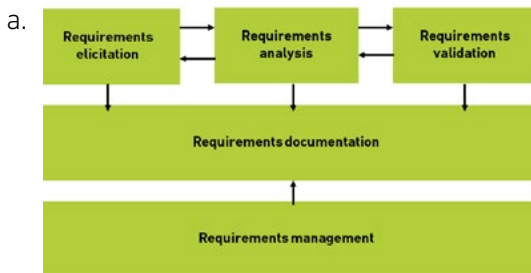 a.
Requirements
elicitation
Requirements
analysis
Requirements
validation
Requirements documentation
Requirements management